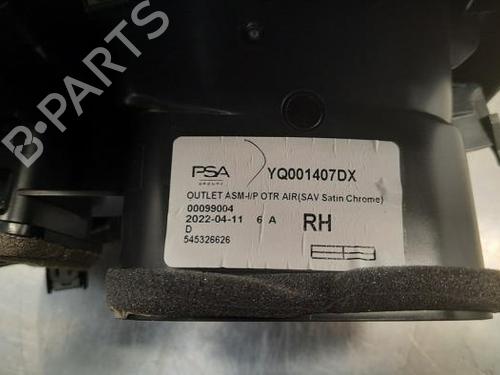 PSA
GROUPE
YQ001407DX
OUTLET ASM-I/P OTR AIR(SAV Satin Chrome)
00099004
2022-04-11 6 A
RH
D
545326626
B-PARTS